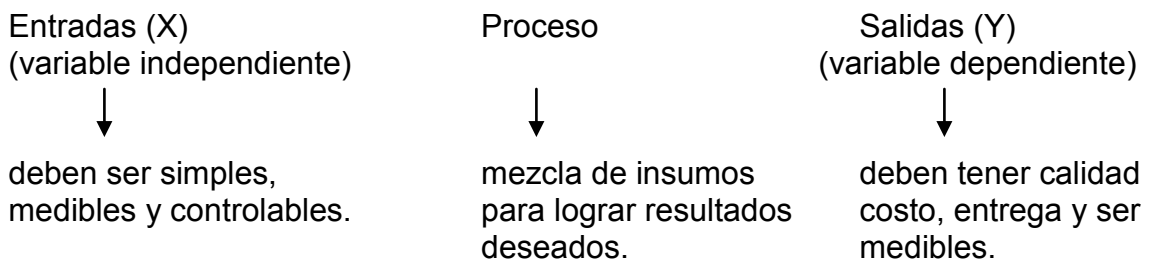 Entradas (X)
(variable independiente)
deben ser simples,
medibles y controlables.
Proceso
mezcla de insumos
para lograr resultados
deseados.
Salidas (Y)
(variable dependiente)
deben tener calidad
costo, entrega y ser
medibles.